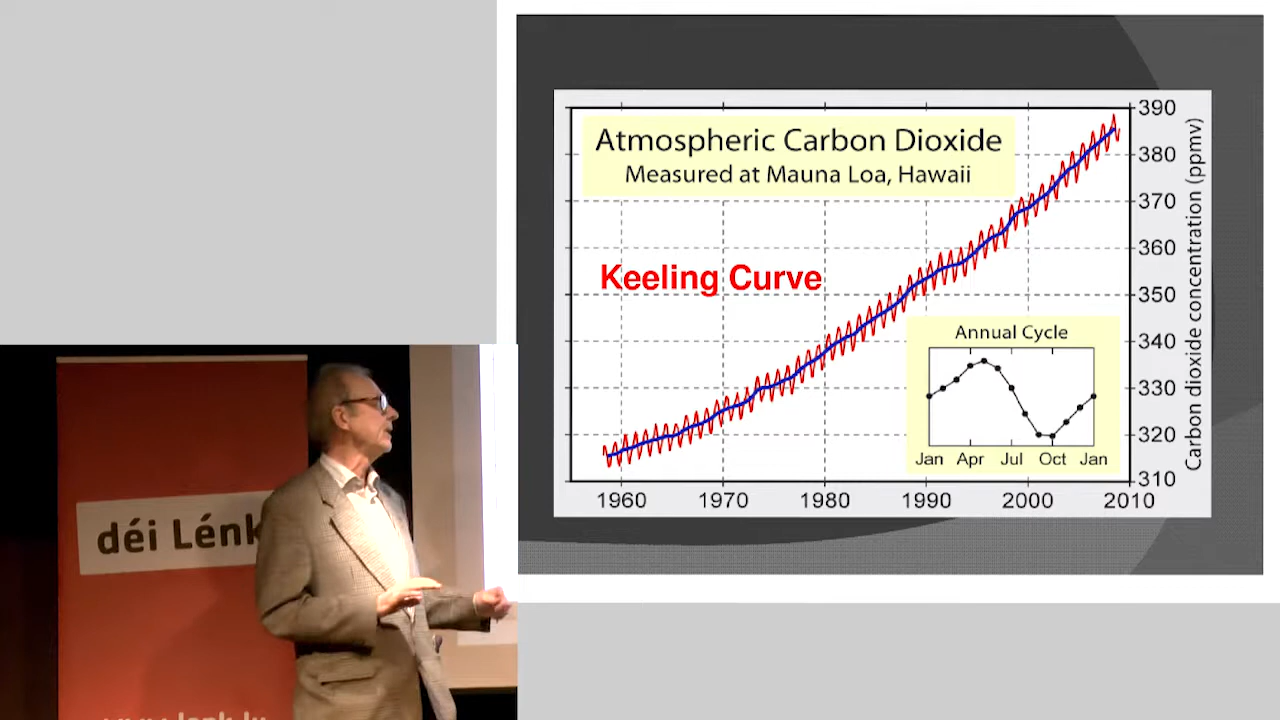 Atmospheric Carbon Dioxide
Measured at Mauna Loa, Hawaii
Keeling Curve
390
380
370
360
350
340
330
320
310
Carbon dioxide concentration (ppmv)
Annual Cycle
Jan Apr Jul Oct Jan
1960 1970 1980 1990 2000 2010
déi Lénk